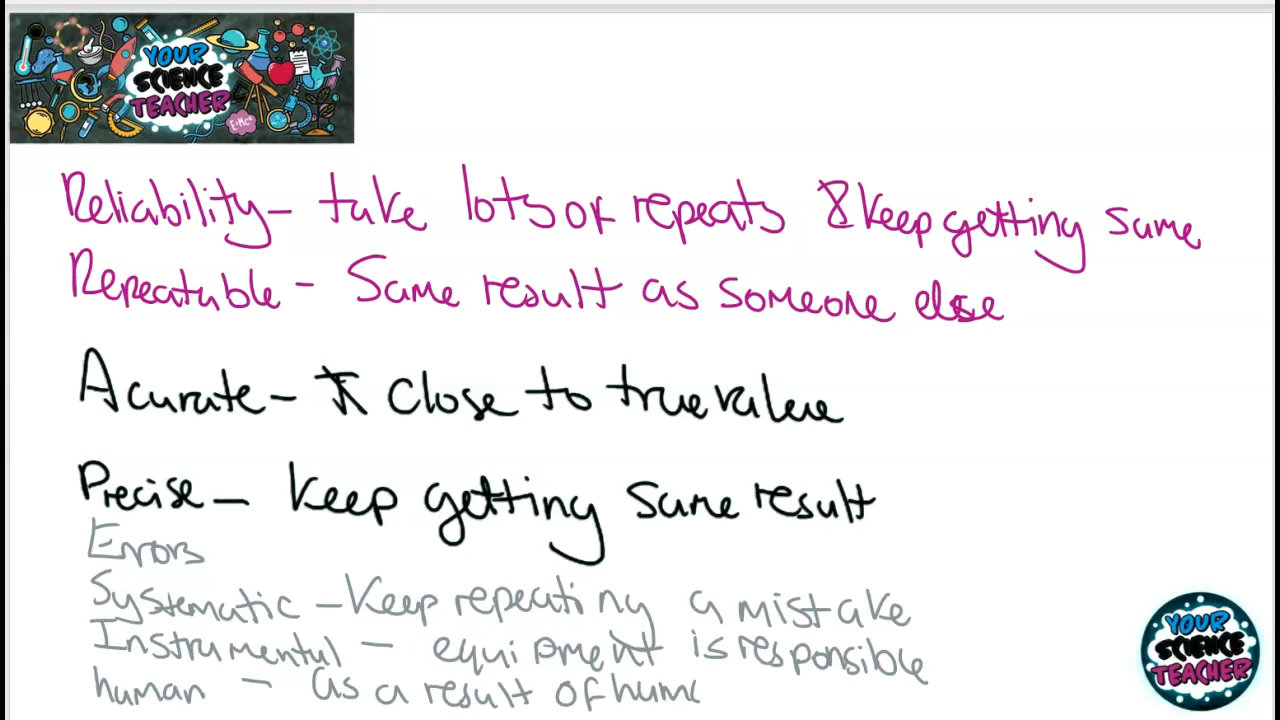 YOUR
SCIENCE
TEACHER
E=MC²
Reliability - take lots of repeats & keep getting same
Repeatable - Same result as someone else
Acurate - close to true value
Precise - keep getting same result
Errors
Systematic - Keep repeating a mistake
Instrumental - equipment is responsible
human - as a result of huma
YOUR
SCIENCE
TEACHER